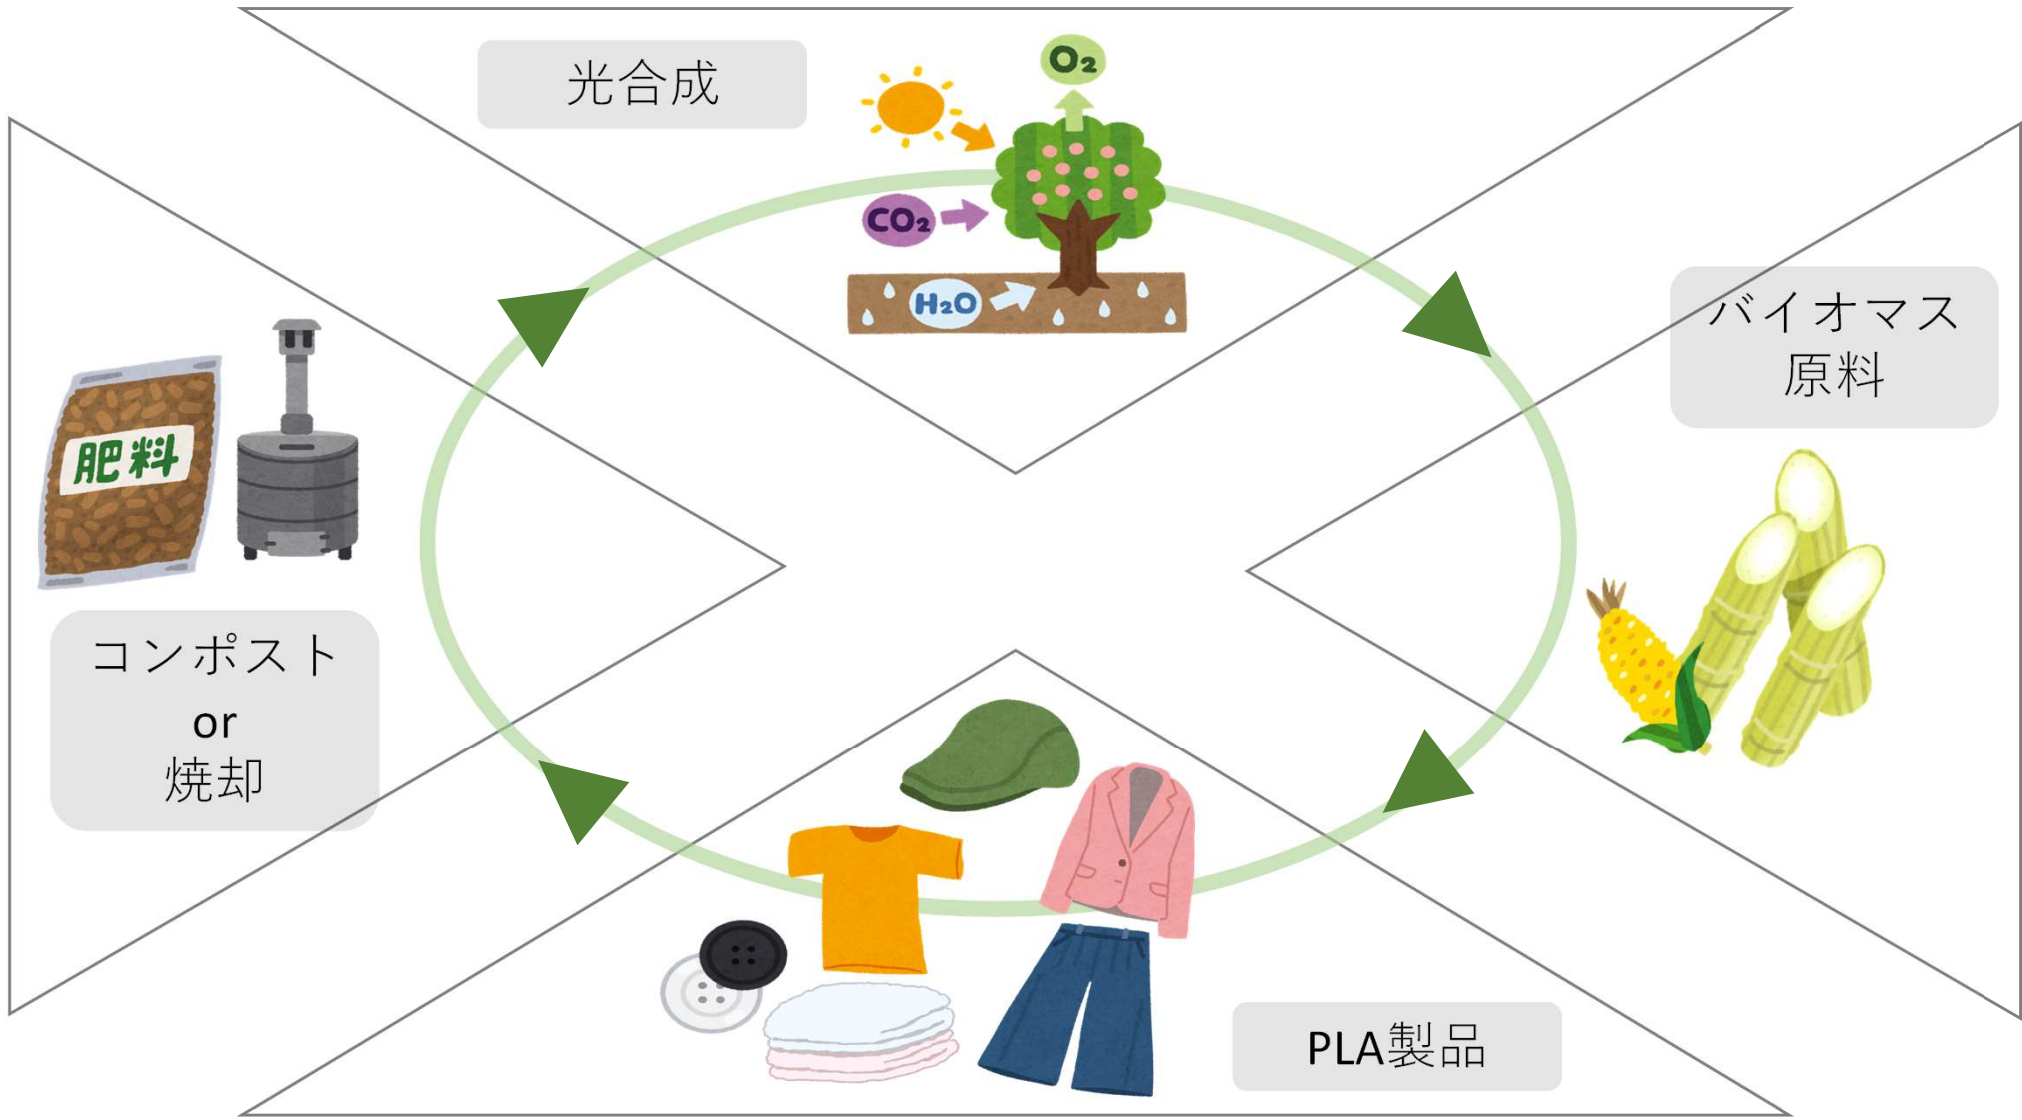 光合成
O₂
CO₂
H₂O
バイオマス
原料
肥料
コンポスト
or
焼却
PLA製品